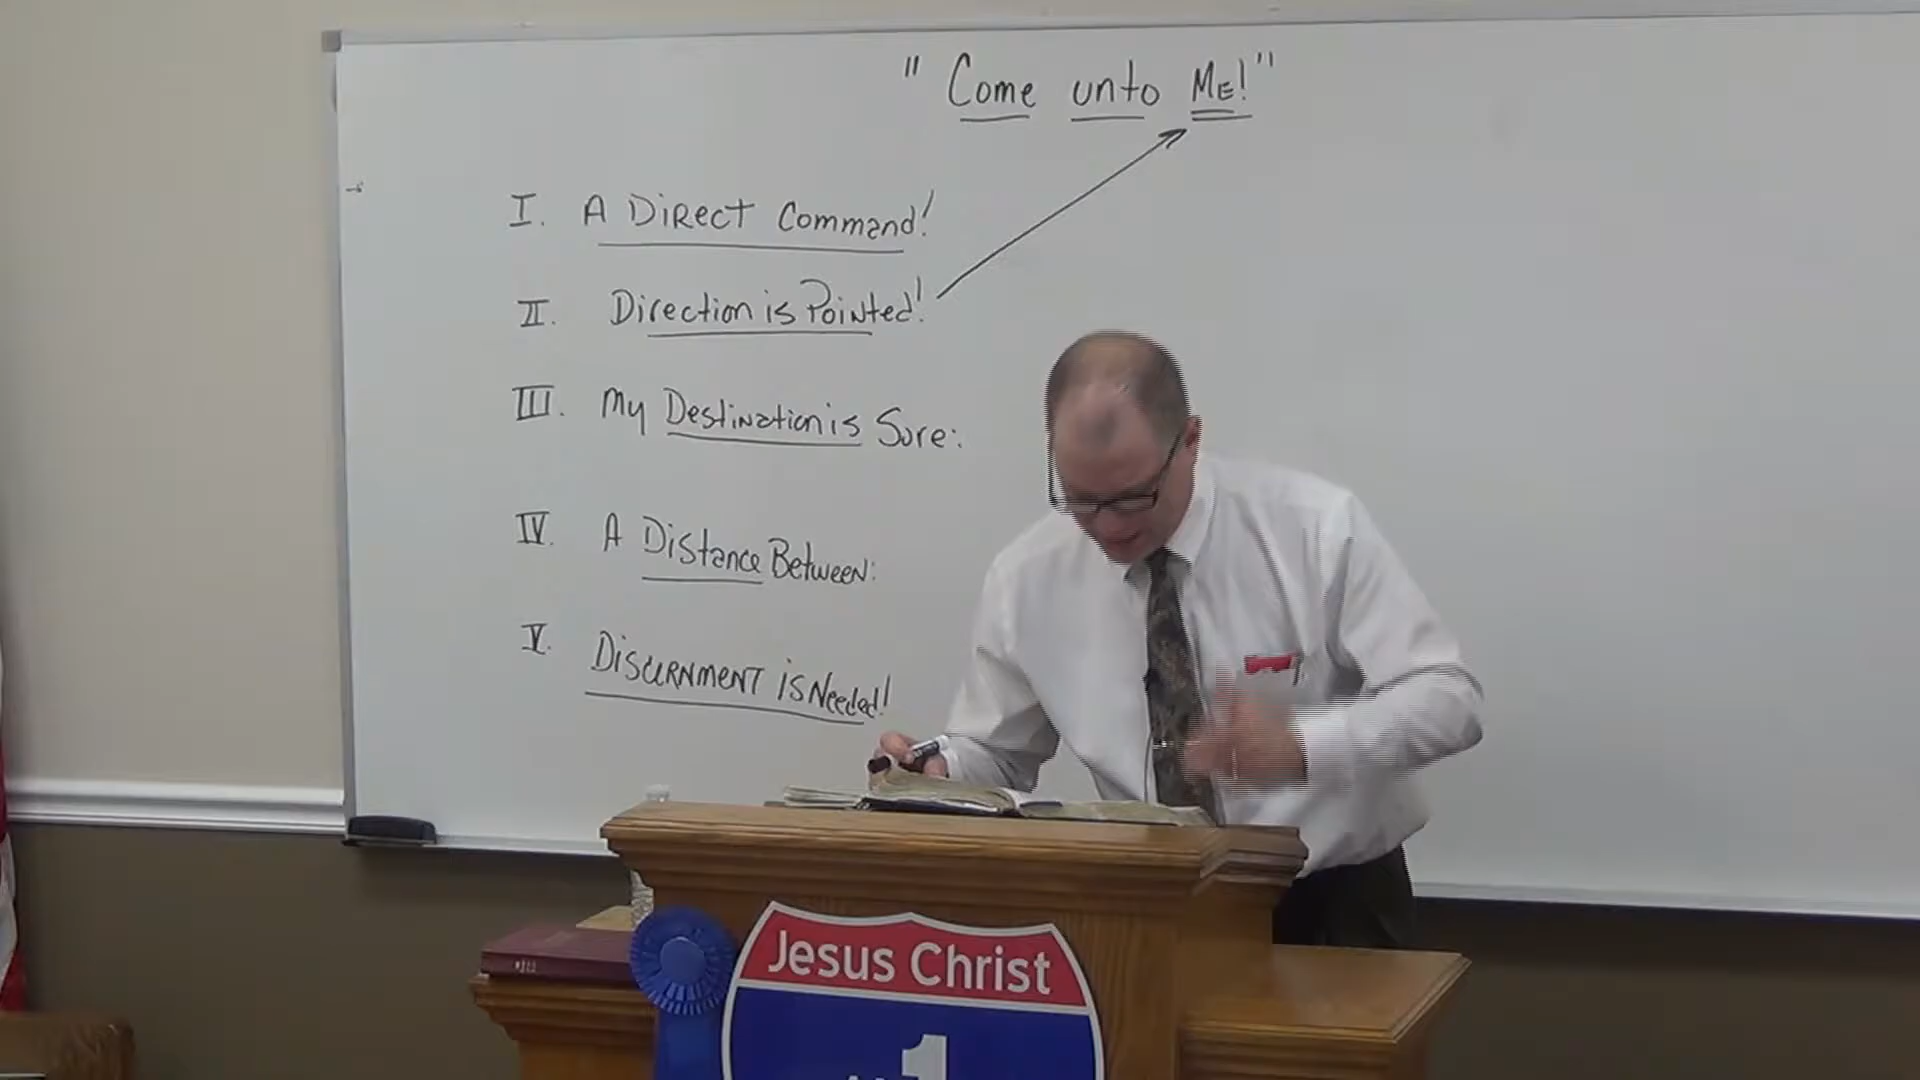 "Come unto ME!"
I. A DiRect Command!
II. Direction is Pointed!
III. My Destination is Sure:
IV. A Distance Between:
V. DiscernMENT is Needed!
Jesus Christ
1